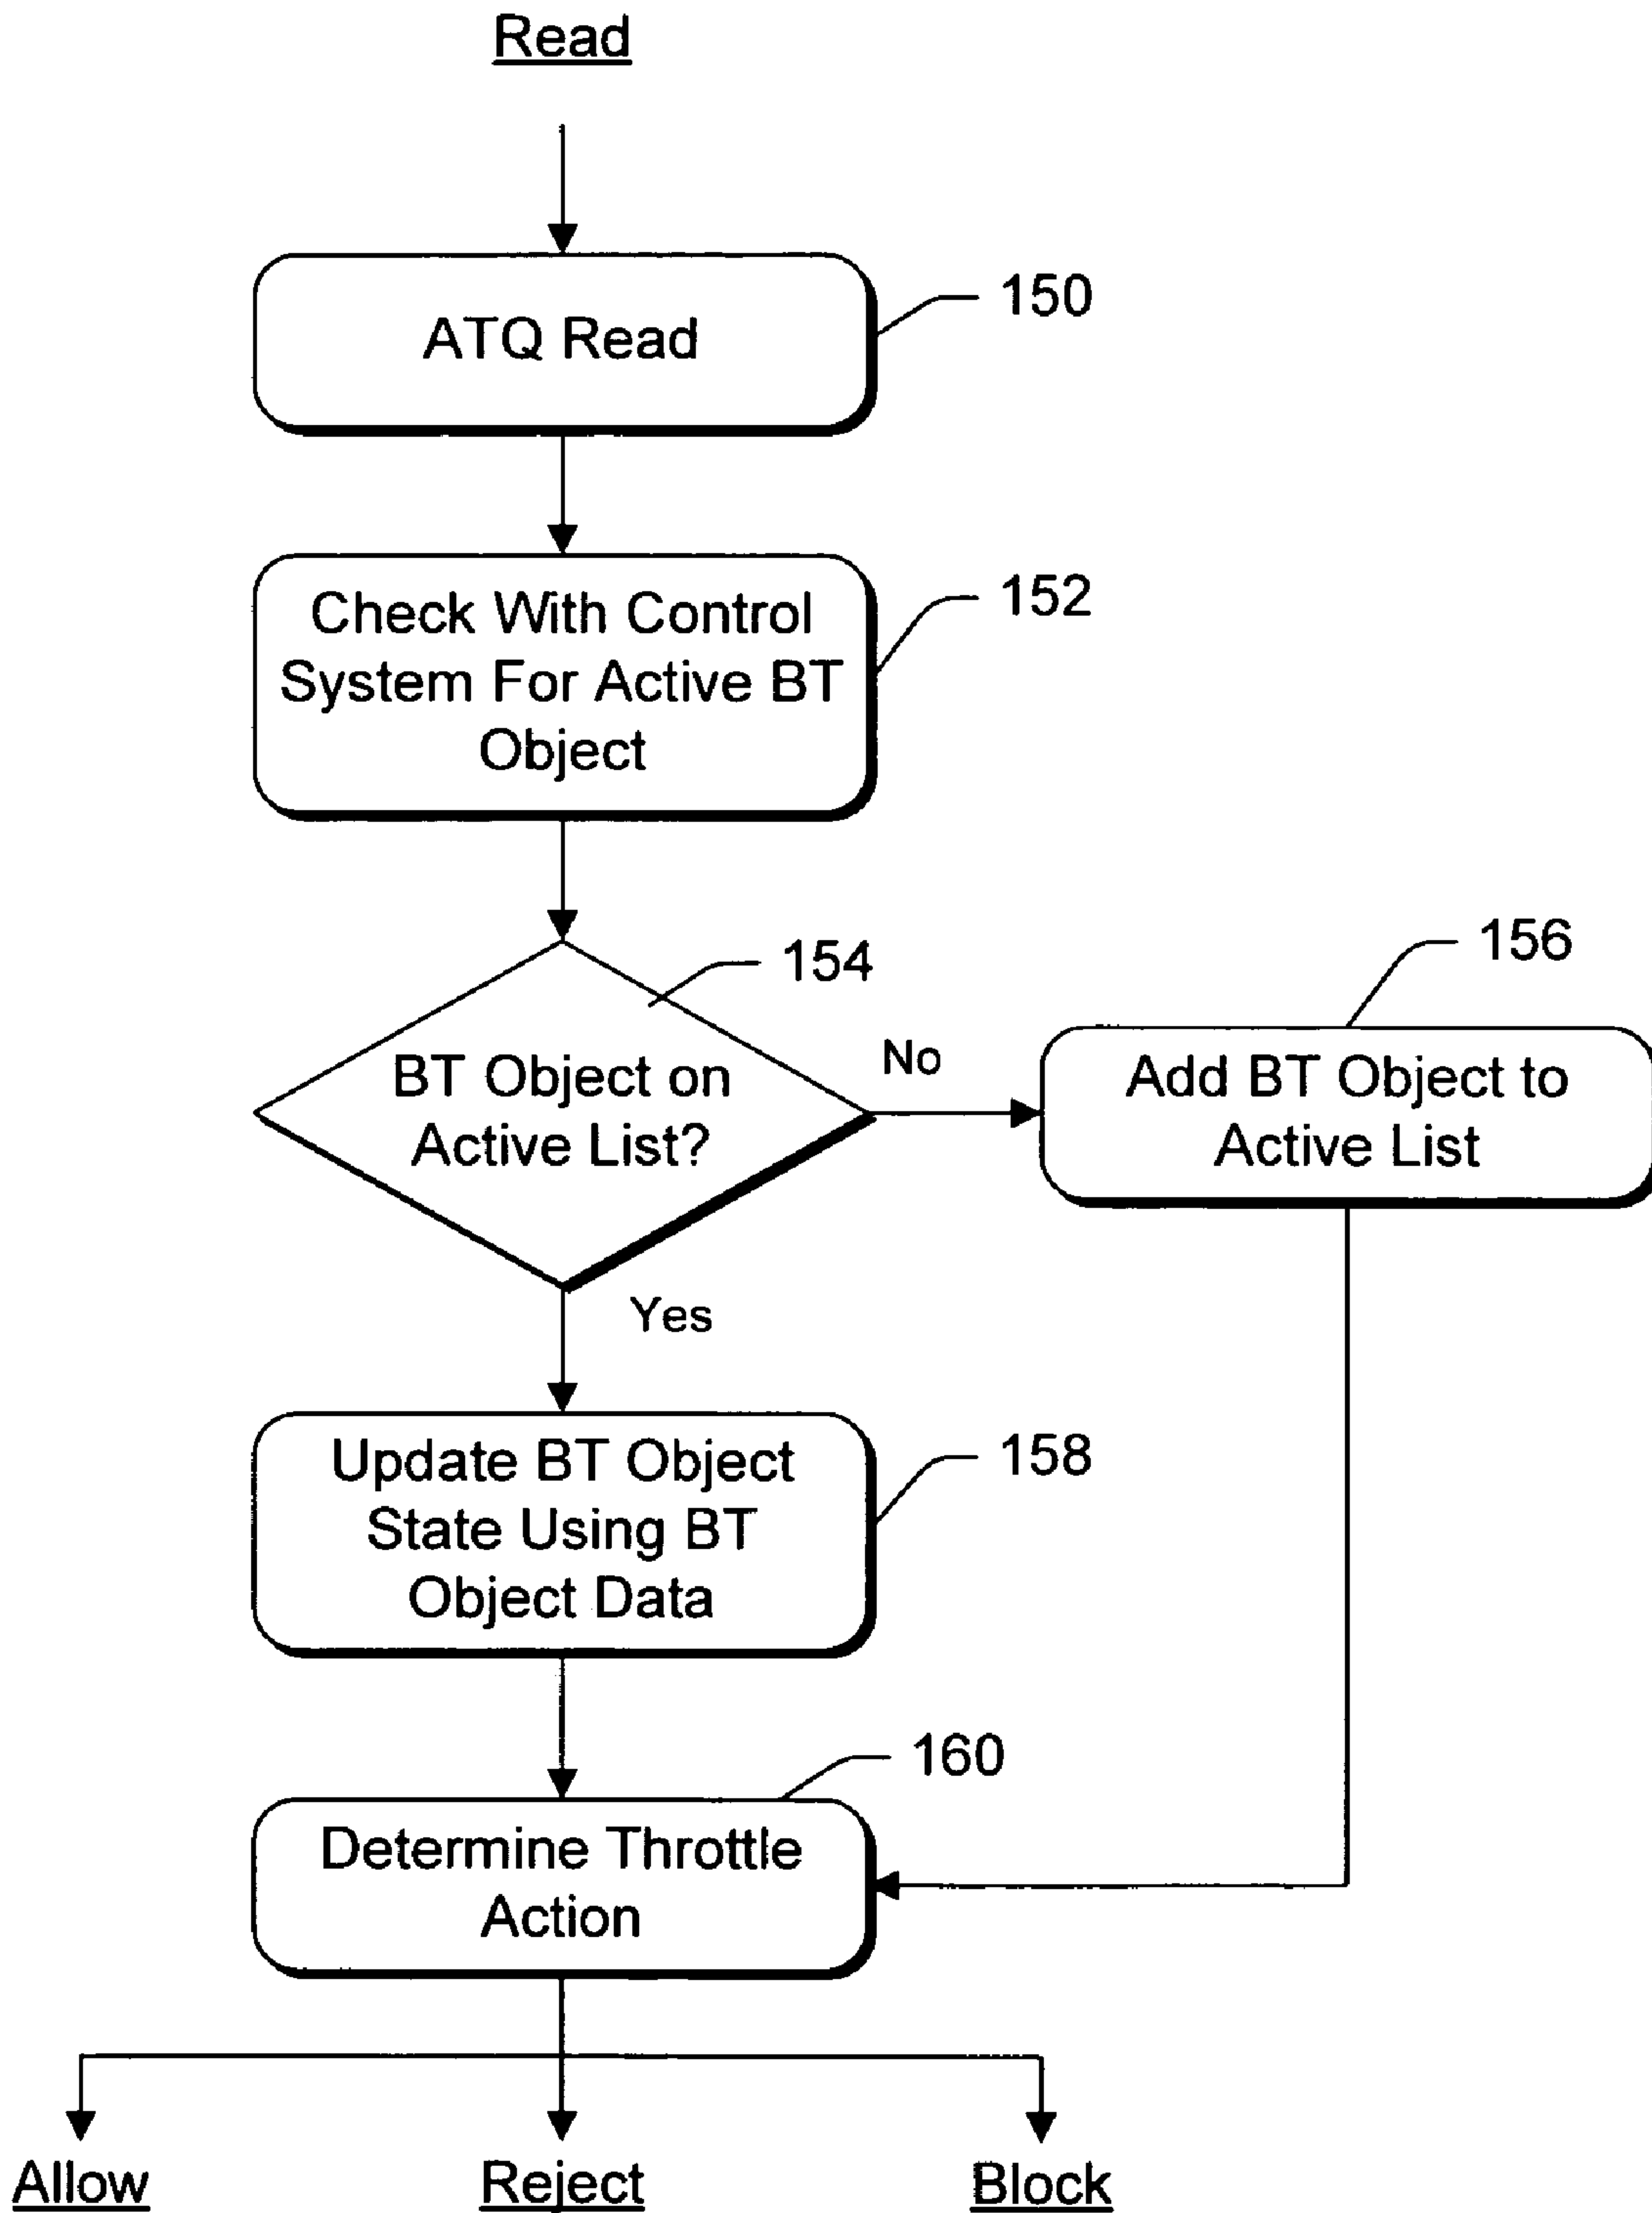 Read
ATQ Read
150
Check With Control
System For Active BT
Object
152
154
BT Object on
Active List?
No
156
Add BT Object to
Active List
Yes
Update BT Object
State Using BT
Object Data
158
160
Determine Throttle
Action
Allow
Reject
Block